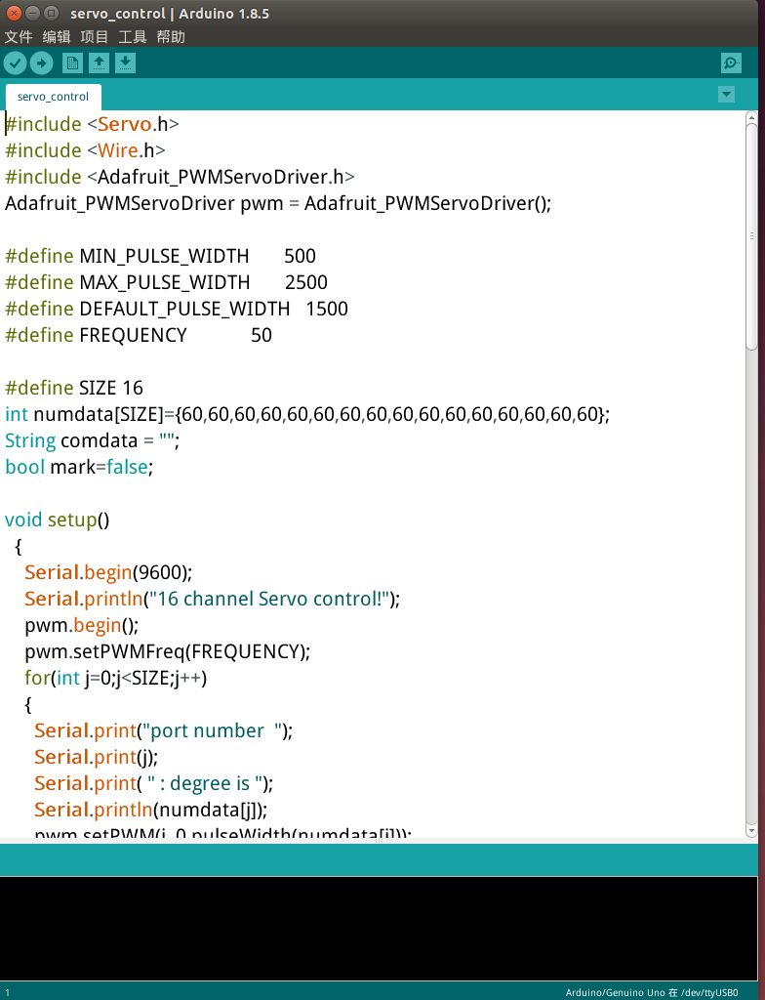 servo_control | Arduino 1.8.5
文件 编辑 项目 工具 帮助
servo_control
#include <Servo.h>
#include <Wire.h>
#include <Adafruit_PWMServoDriver.h>
Adafruit_PWMServoDriver pwm = Adafruit_PWMServoDriver();
#define MIN_PULSE_WIDTH 500
#define MAX_PULSE_WIDTH 2500
#define DEFAULT_PULSE_WIDTH 1500
#define FREQUENCY 50
#define SIZE 16
int numdata[SIZE]={60,60,60,60,60,60,60,60,60,60,60,60,60,60,60,60};
String comdata = "";
bool mark=false;
void setup()
{
Serial.begin(9600);
Serial.println("16 channel Servo control!");
pwm.begin();
pwm.setPWMFreq(FREQUENCY);
for(int j=0;j<SIZE;j++)
{
Serial.print("port number  ");
Serial.print(j);
Serial.print( " : degree is ");
Serial.println(numdata[j]);
pwm.setPWM(j, 0,pulseWidth(numdata[j]));
1
Arduino/Genuino Uno 在 /dev/ttyUSB0